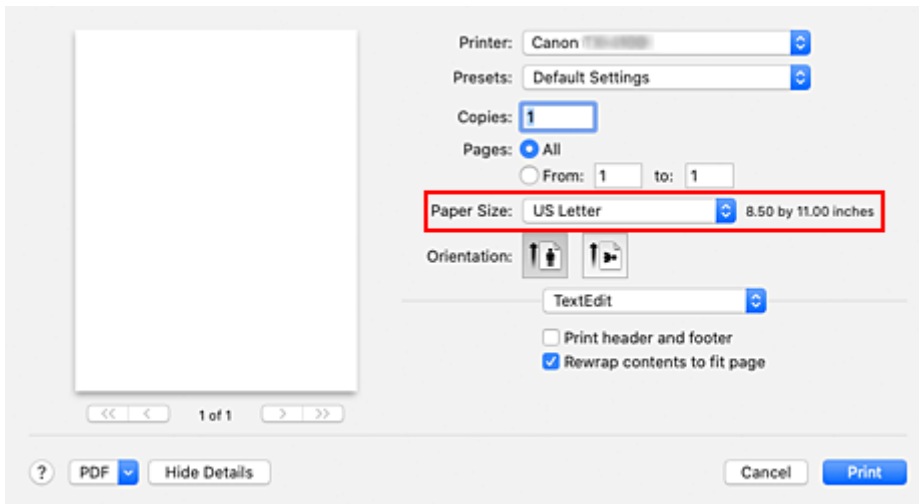 Printer: Canon
Presets: Default Settings
Copies: 1
Pages: All
From: 1 to: 1
Paper Size: US Letter 8.50 by 11.00 inches
Orientation:
TextEdit
Print header and footer
Rewrap contents to fit page
<< < 1 of 1 > >>
? PDF Hide Details Cancel Print